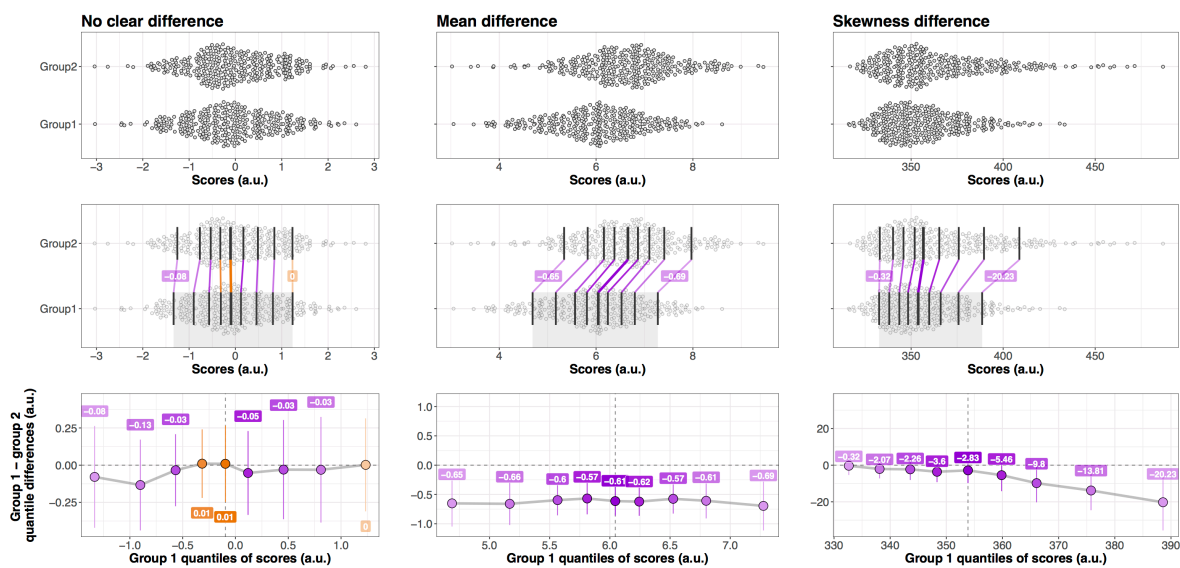 No clear difference
Mean difference
Skewness difference
Group2
Group1
−3 −2 −1 0 1 2 3
Scores (a.u.)
4 6 8
Scores (a.u.)
350 400 450
Scores (a.u.)
Group2
−0.08 0
Group1
−3 −2 −1 0 1 2 3
Scores (a.u.)
−0.65 −0.69
4 6 8
Scores (a.u.)
−0.32 −20.23
350 400 450
Scores (a.u.)
Group 1 − group 2
quantile differences (a.u.)
0.25
0.00
−0.25
−0.08 −0.13 −0.03 0.01 0.01 −0.05 −0.03 −0.03 0
−1.0 −0.5 0.0 0.5 1.0
Group 1 quantiles of scores (a.u.)
1.0
0.5
0.0
−0.5
−1.0
−0.65 −0.66 −0.6 −0.57 −0.61 −0.62 −0.57 −0.61 −0.69
5.0 5.5 6.0 6.5 7.0
Group 1 quantiles of scores (a.u.)
20
0
−20
−0.32 −2.07 −2.26 −3.6 −2.83 −5.46 −9.8 −13.81 −20.23
330 340 350 360 370 380 390
Group 1 quantiles of scores (a.u.)